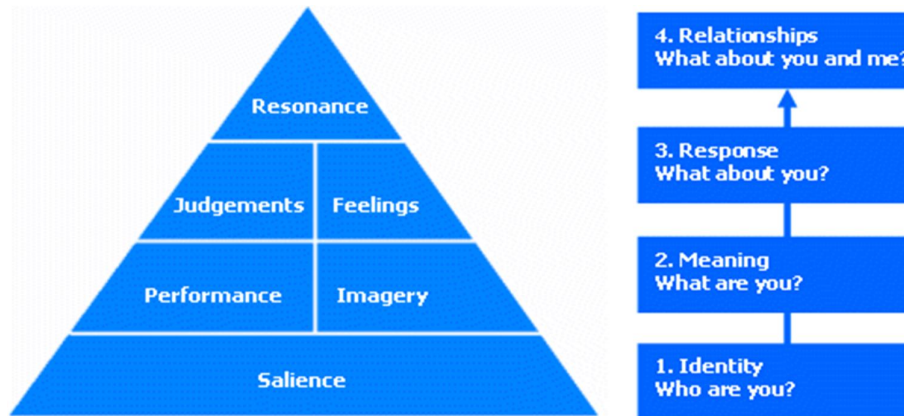 Resonance
Judgements
Feelings
Performance
Imagery
Salience
4. Relationships
What about you and me?
3. Response
What about you?
2. Meaning
What are you?
1. Identity
Who are you?